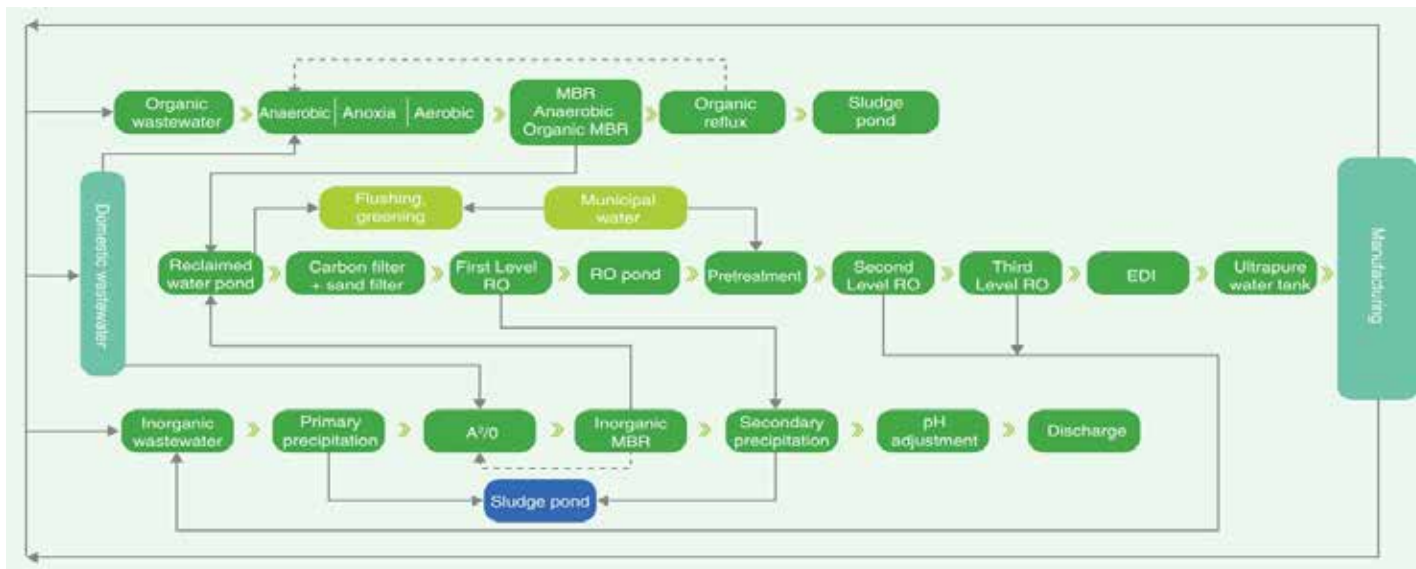 Organic
wastewater
Anaerobic
Anoxia
Aerobic
MBR
Anaerobic
Organic MBR
Organic
reflux
Sludge
pond
Domestic wastewater
Flushing,
greening
Municipal
water
Manufacturing
Reclaimed
water pond
Carbon filter
+ sand filter
First Level
RO
RO pond
Pretreatment
Second
Level RO
Third
Level RO
EDI
Ultrapure
water tank
Inorganic
wastewater
Primary
precipitation
A²/0
Inorganic
MBR
Secondary
precipitation
pH
adjustment
Discharge
Sludge pond